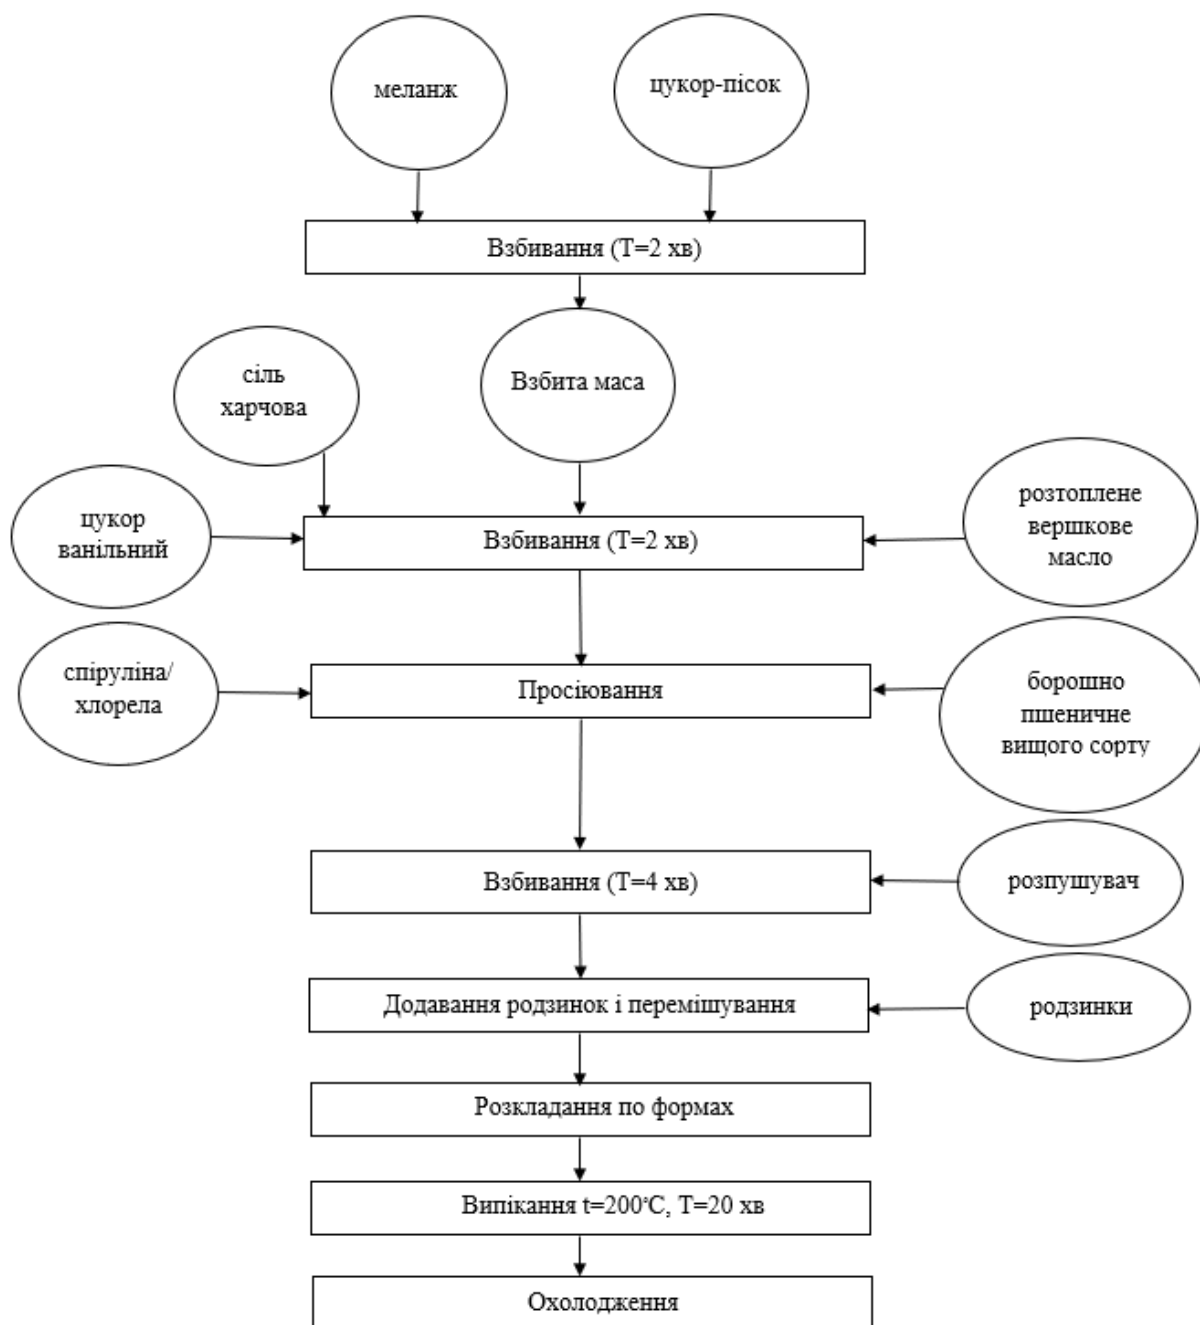 меланж
цукор-пісок
Взбивання (Т=2 хв)
сіль
харчова
Взбита маса
цукор
ванільний
Взбивання (Т=2 хв)
розтоплене
вершкове
масло
спіруліна/
хлорела
Просіювання
борошно
пшеничне
вищого сорту
Взбивання (Т=4 хв)
розпушувач
Додавання родзинок і перемішування
родзинки
Розкладання по формах
Випікання t=200°С, Т=20 хв
Охолодження